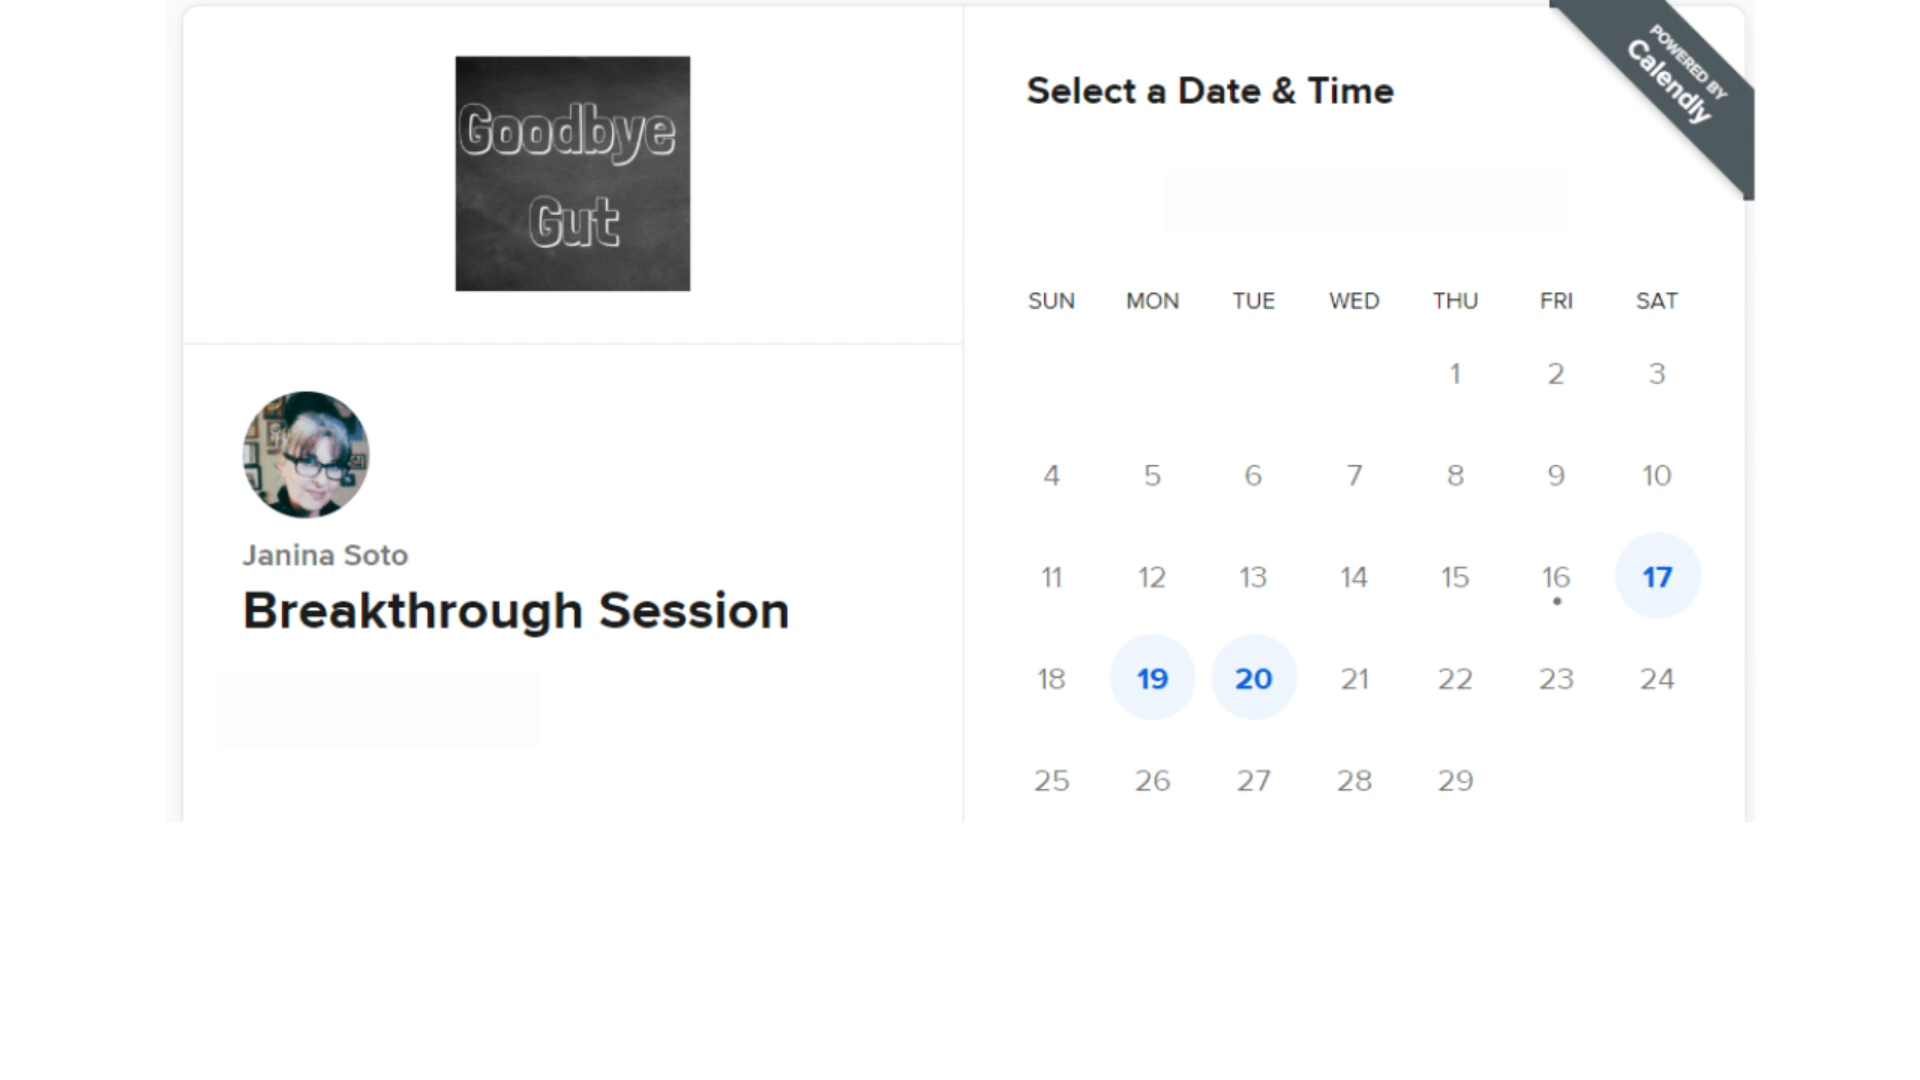 Goodbye
Gut
Janina Soto
Breakthrough Session
Select a Date & Time
POWERED BY
Calendly
SUN MON TUE WED THU FRI SAT
1 2 3
4 5 6 7 8 9 10
11 12 13 14 15 16 17
18 19 20 21 22 23 24
25 26 27 28 29